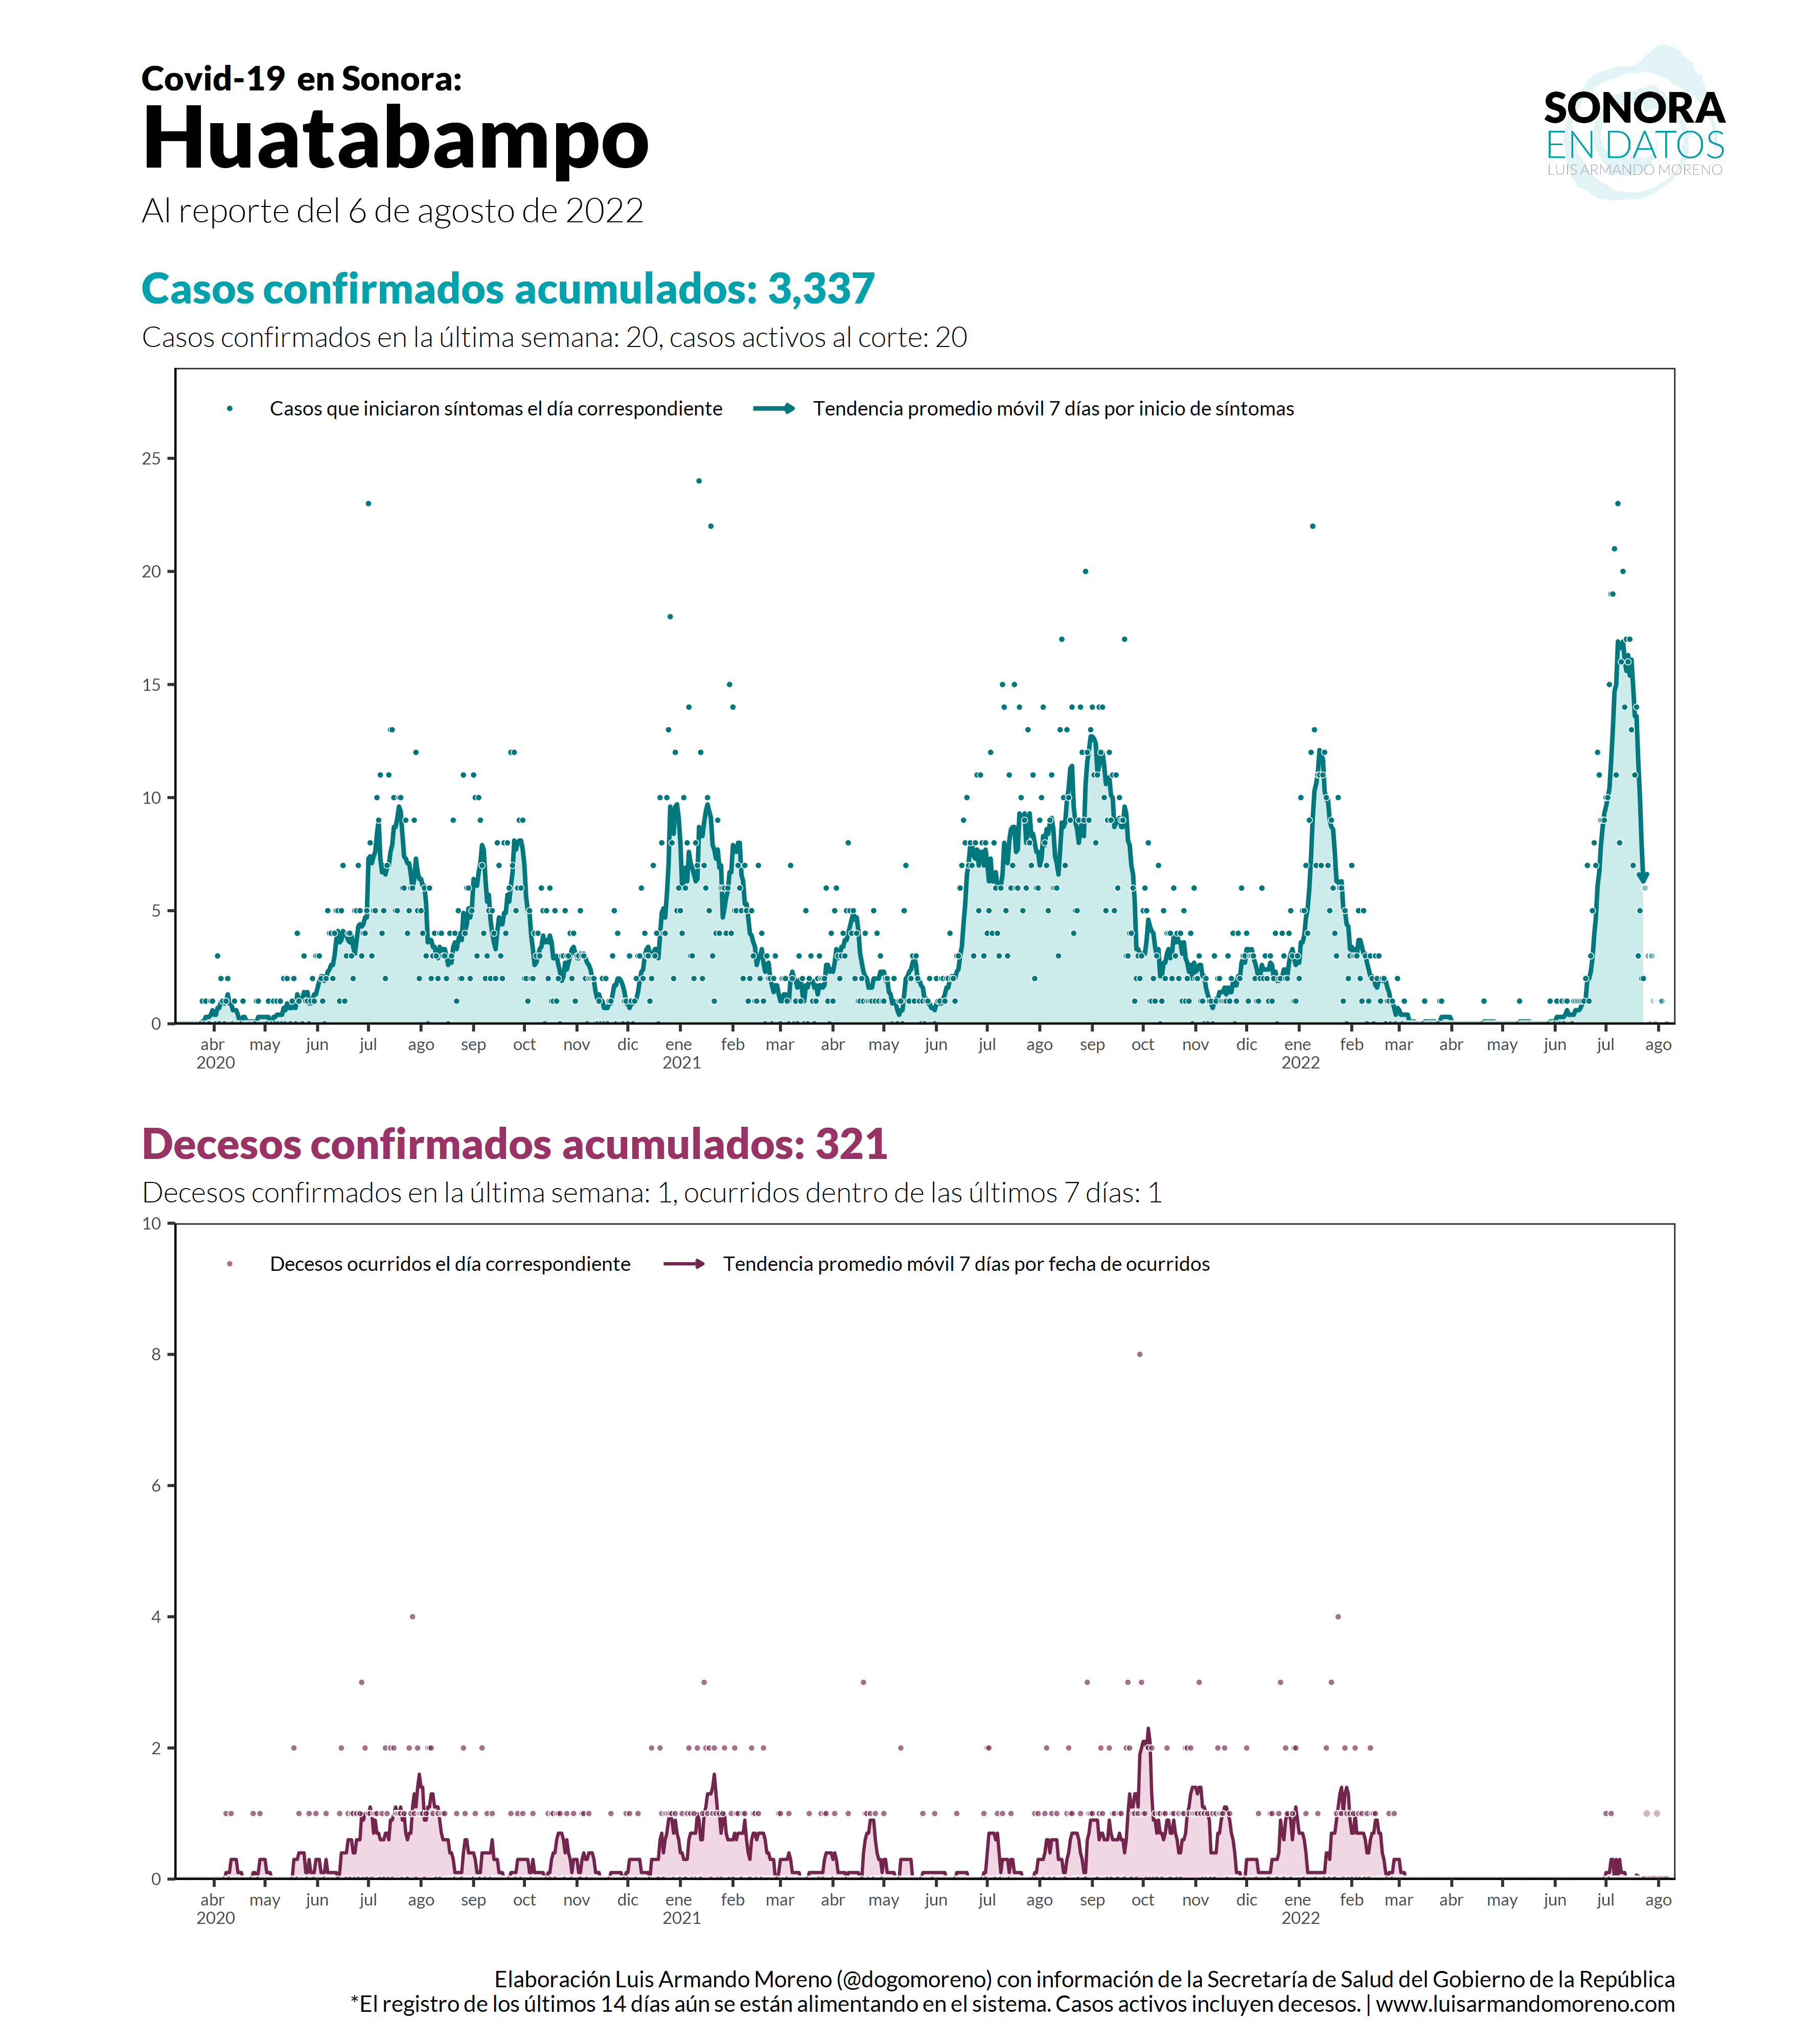 Covid-19 en Sonora:
Huatabampo
Al reporte del 6 de agosto de 2022
SONORA
EN DATOS
LUIS ARMANDO MORENO
Casos confirmados acumulados: 3,337
Casos confirmados en la última semana: 20, casos activos al corte: 20
Casos que iniciaron síntomas el día correspondiente Tendencia promedio móvil 7 días por inicio de síntomas
25
20
15
10
5
0
abr may jun jul ago sep oct nov dic ene feb mar abr may jun jul ago sep oct nov dic ene feb mar abr may jun jul ago
2020 2021 2022
Decesos confirmados acumulados: 321
Decesos confirmados en la última semana: 1, ocurridos dentro de las últimos 7 días: 1
10
Decesos ocurridos el día correspondiente Tendencia promedio móvil 7 días por fecha de ocurridos
8
6
4
2
0
abr may jun jul ago sep oct nov dic ene feb mar abr may jun jul ago sep oct nov dic ene feb mar abr may jun jul ago
2020 2021 2022
Elaboración Luis Armando Moreno (@dogomoreno) con información de la Secretaría de Salud del Gobierno de la República
*El registro de los últimos 14 días aún se están alimentando en el sistema. Casos activos incluyen decesos. | www.luisarmandomoreno.com